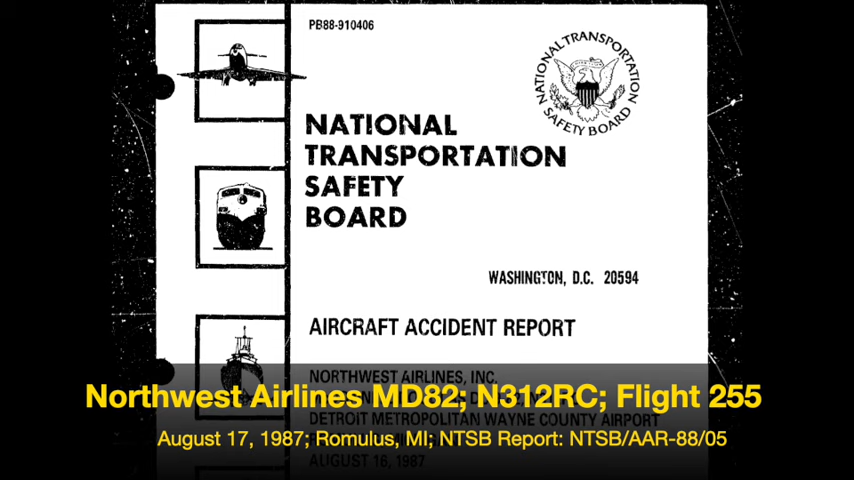 PB88-910406
NATIONAL TRANSPORTATION SAFETY BOARD
NATIONAL
TRANSPORTATION
SAFETY
BOARD
WASHINGTON, D.C. 20594
AIRCRAFT ACCIDENT REPORT
NORTHWEST AIRLINES, INC.
Northwest Airlines MD82; N312RC; Flight 255
DETROIT METROPOLITAN WAYNE COUNTY AIRPORT
August 17, 1987; Romulus, MI; NTSB Report: NTSB/AAR-88/05
AUGUST 16, 1987